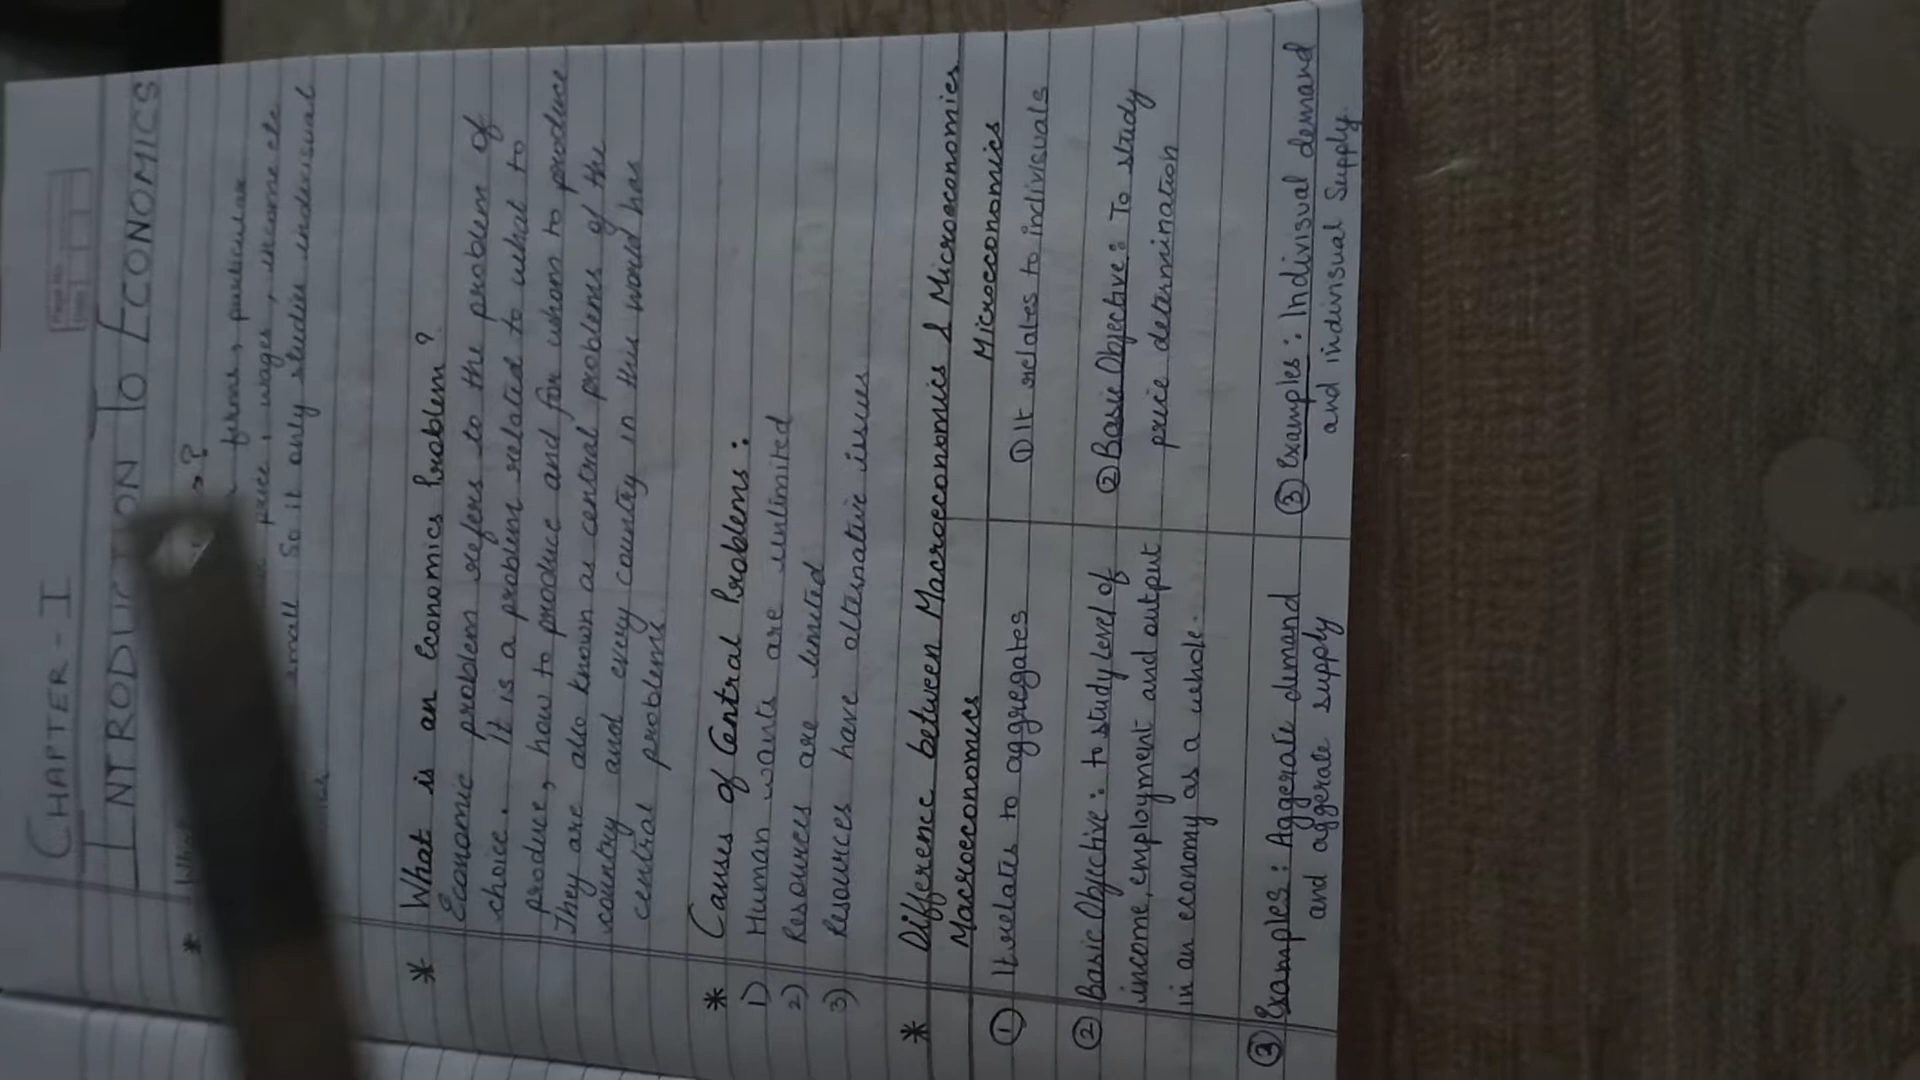 CHAPTER - I
INTRODUCTION TO ECONOMICS
*
firms, particular
price, wages, income etc
small so it only studies indivisual
* What is an Economics Problem?
Economic problem refers to the problem of
choice. It is a problem related to what to
produce, how to produce and for whom to produce
They are also known as central problems of the
country and every country in this world has
central problems
* Causes of Central Problems:
1) Human wants are unlimited
2) Resources are limited
3) Resources have alternative issues
* Difference between Macroeconomics & Microeconomics
Macroeconomics Microeconomics
① It relates to aggregates ① It relates to indivisuals
② Basic Objective: to study level of ② Basic Objective: To study
income, employment and output price determination
in an economy as a whole.
③ Examples: Aggerate demand ③ Examples: Indivisual demand
and aggerate supply and indivisual Supply.